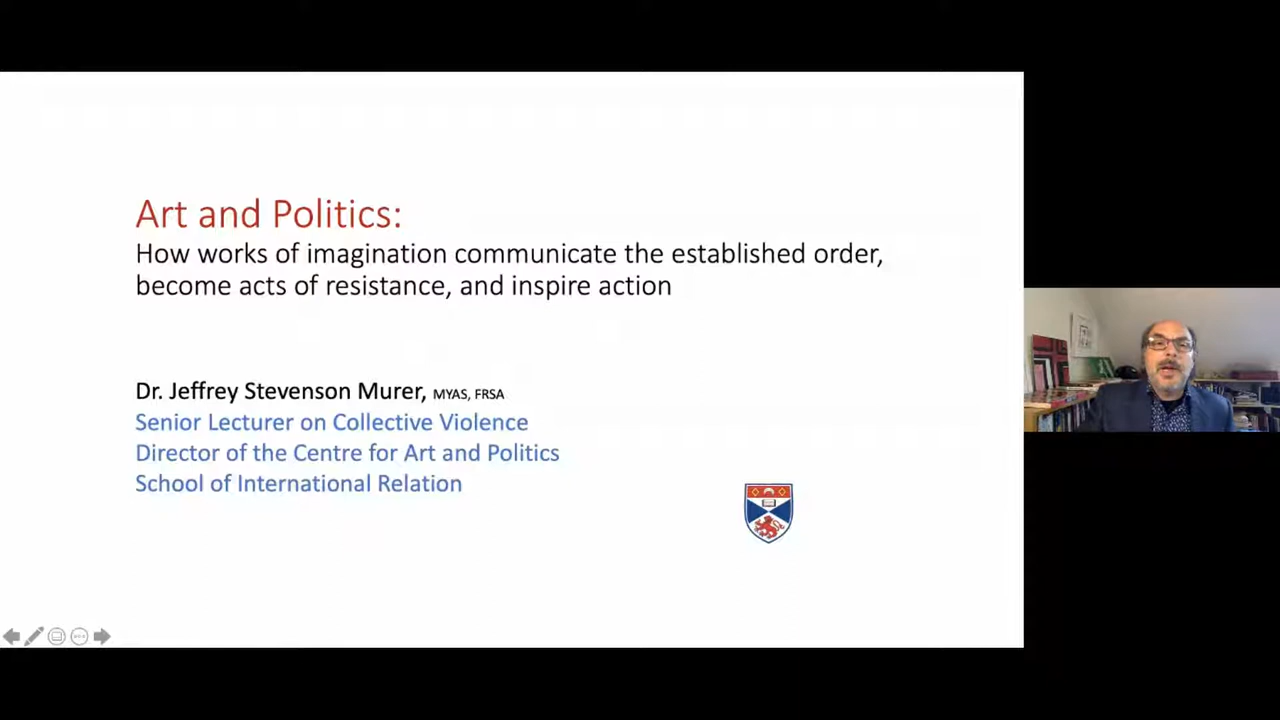 Art and Politics:
How works of imagination communicate the established order,
become acts of resistance, and inspire action
Dr. Jeffrey Stevenson Murer, MYAS, FRSA
Senior Lecturer on Collective Violence
Director of the Centre for Art and Politics
School of International Relation